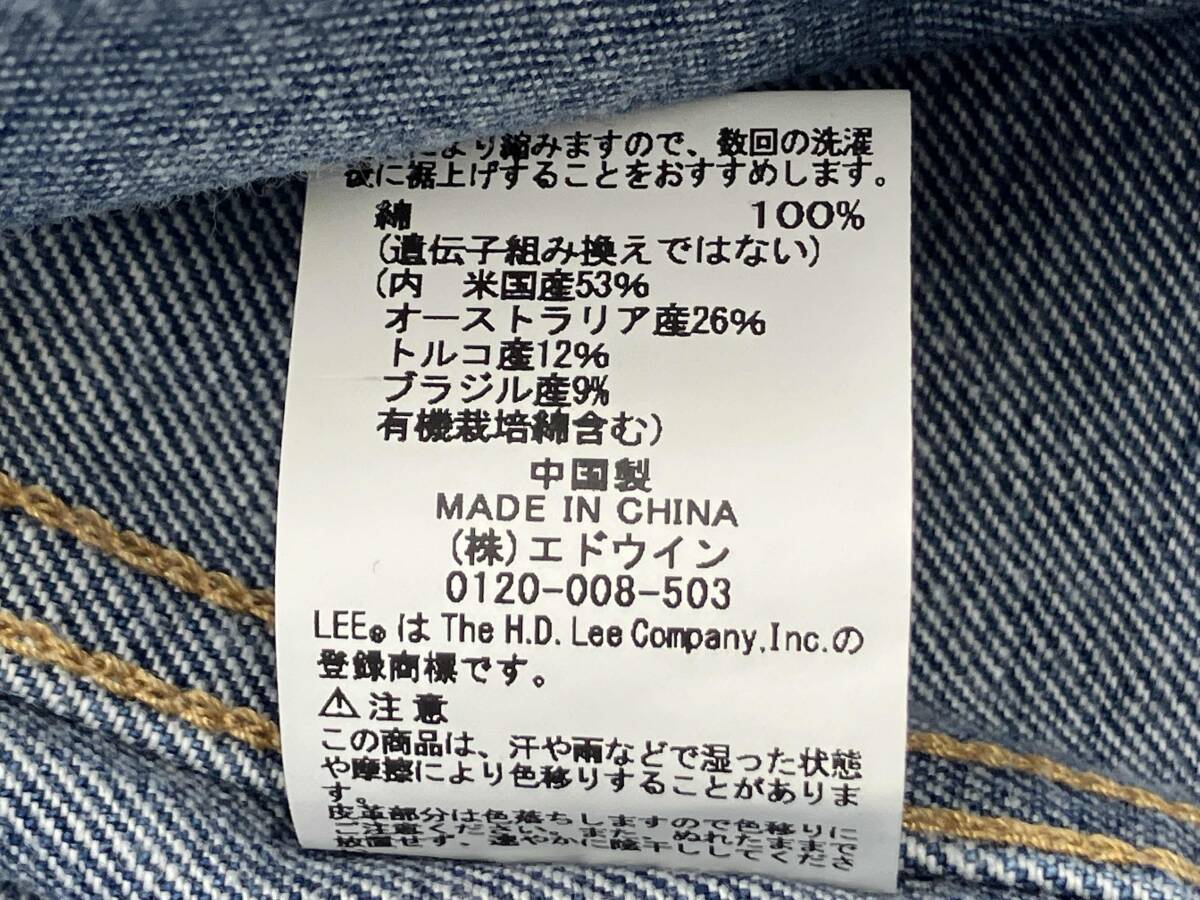 により縮みますので、数回の洗濯
後に裾上げすることをおすすめします。
綿 100%
(遺伝子組み換えではない)
(内 米国産53%
オーストラリア産26%
トルコ産12%
ブラジル産9%
有機栽培綿含む)
中国製
MADE IN CHINA
(株)エドウイン
0120-008-503
LEE®はThe H.D. Lee Company,Inc.の
登録商標です。
⚠注意
この商品は、汗や雨などで湿った状態
や摩擦により色移りすることがありま
す。
皮革部分は色落ちしますので色移りに
ご注意ください。また、ぬれたままで
放置せず、速やかに陰干ししてくださ